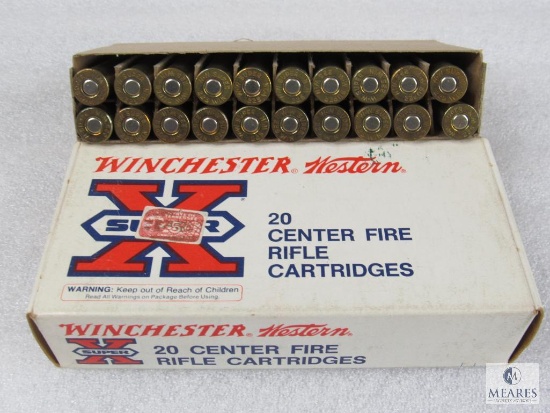 WINCHESTER® Western®
SUPER X
20
CENTER FIRE
RIFLE
CARTRIDGES
WARNING: Keep out of Reach of Children
Read All Warnings on Package Before Using.
WINCHESTER® Western®
SUPER X
20 CENTER FIRE
RIFLE CARTRIDGES
MEARES